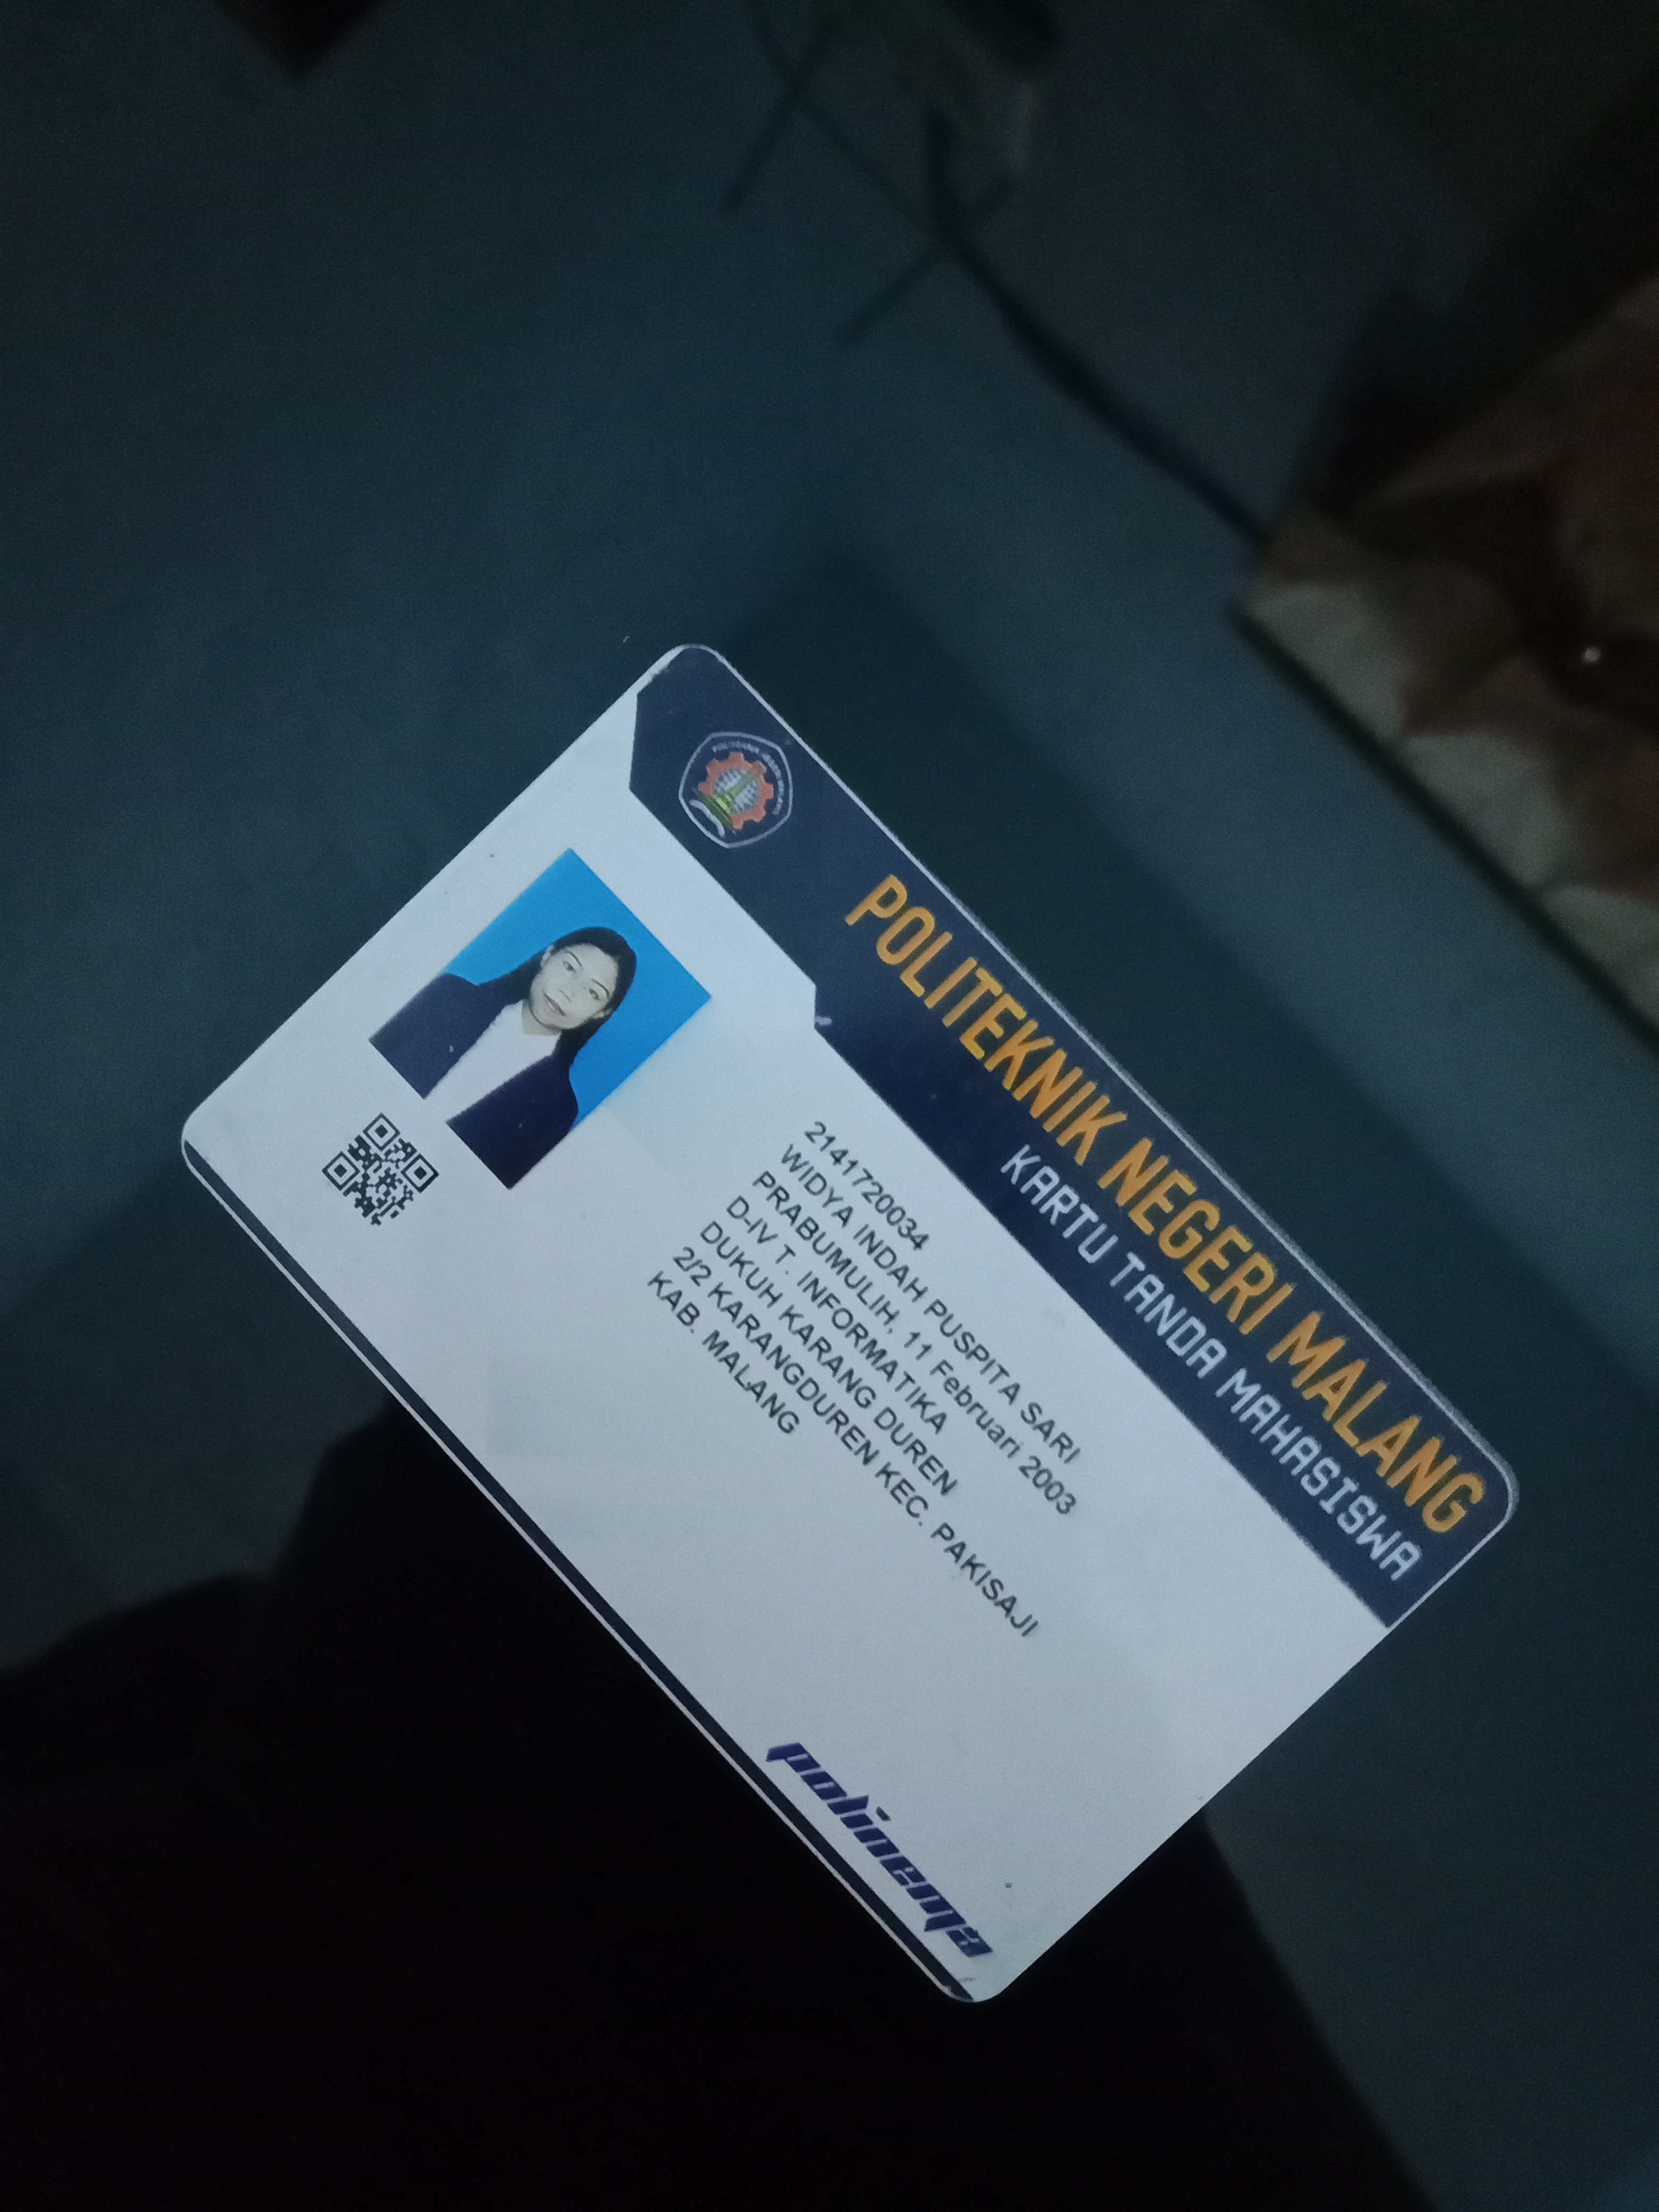 POLITEKNIK NEGERI MALANG
KARTU TANDA MAHASISWA
2141720034
WIDYA INDAH PUSPITA SARI
PRABUMULIH, 11 Februari 2003
D-IV T. INFORMATIKA
DUKUH KARANG DUREN
2/2 KARANGDUREN KEC. PAKISAJI
KAB. MALANG
polinema